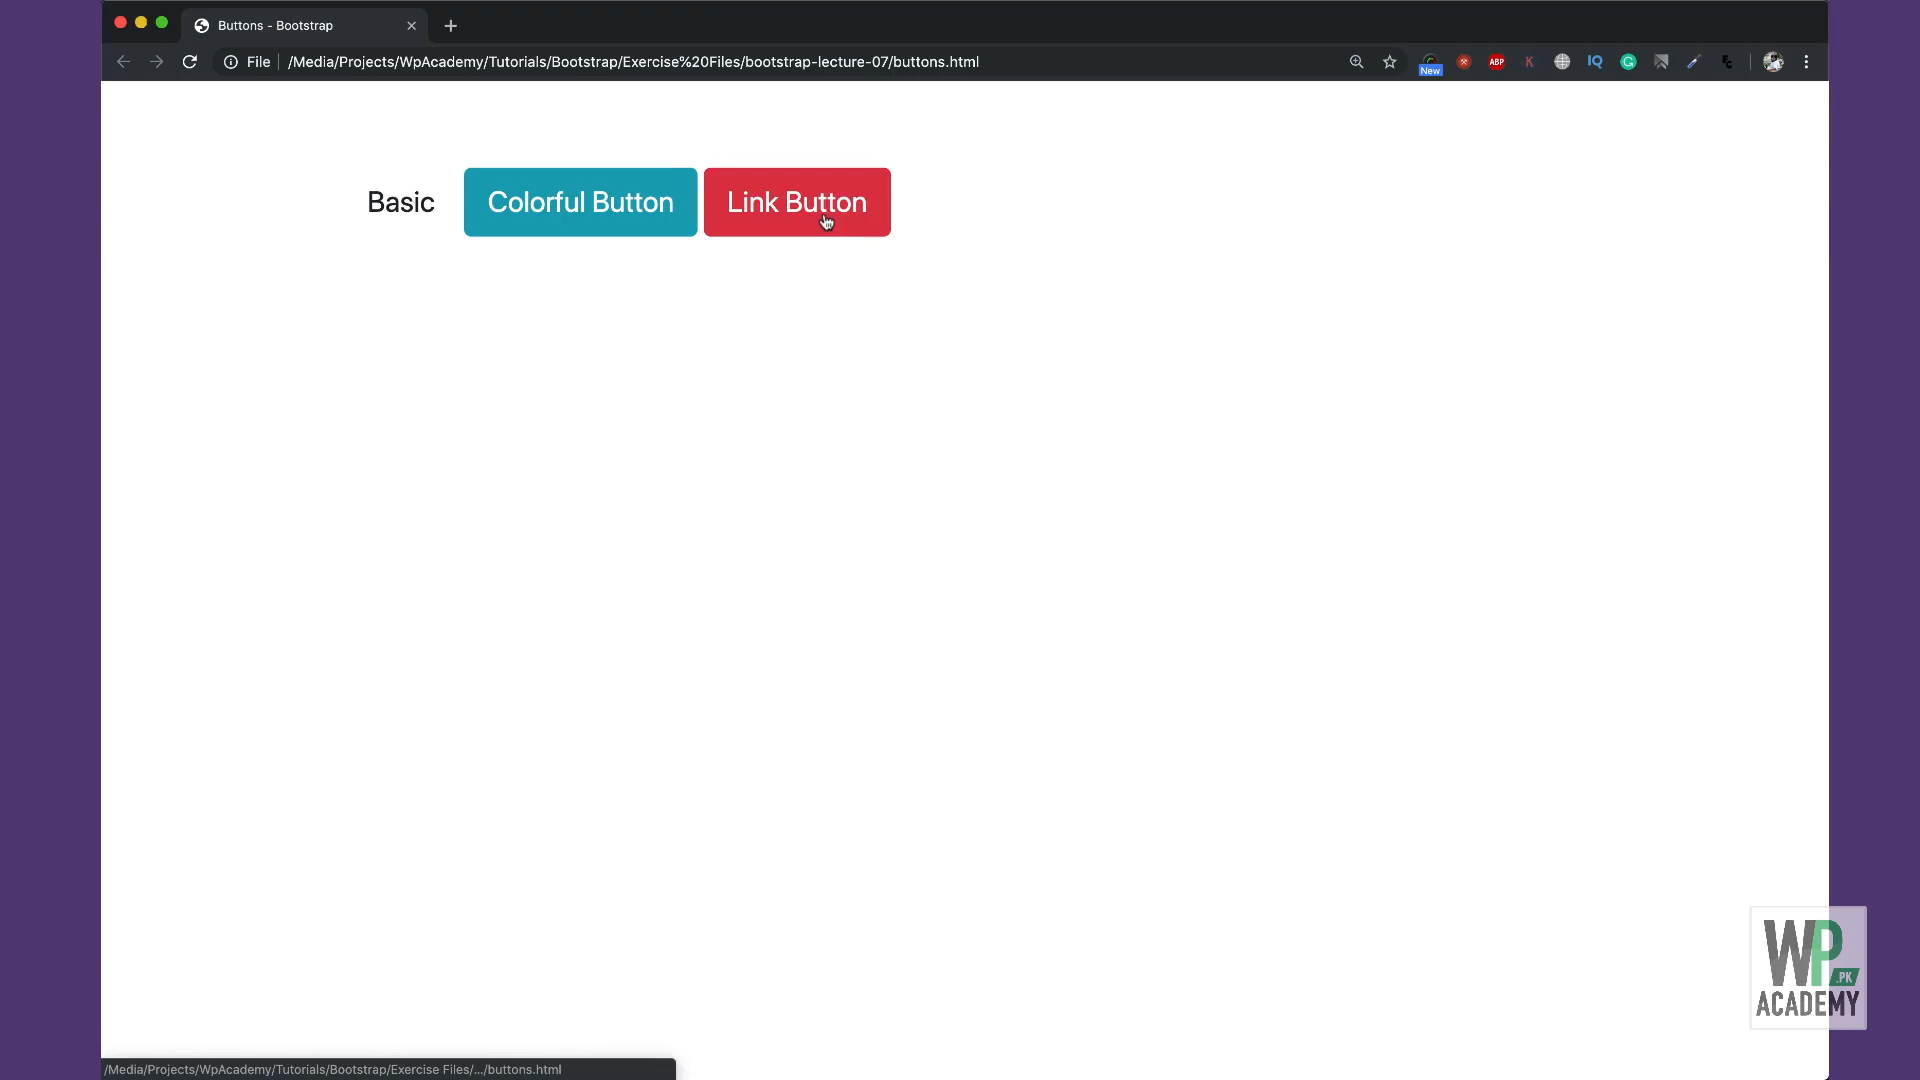 Buttons - Bootstrap
File /Media/Projects/WpAcademy/Tutorials/Bootstrap/Exercise%20Files/bootstrap-lecture-07/buttons.html
New
ABP
K
IQ
G
Basic Colorful Button Link Button
WP
.PK
ACADEMY
/Media/Projects/WpAcademy/Tutorials/Bootstrap/Exercise Files/.../buttons.html